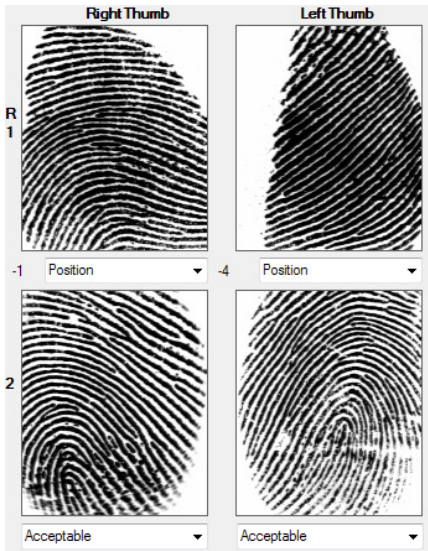 Right Thumb Left Thumb
R
1
-1 Position -4 Position
2
Acceptable Acceptable